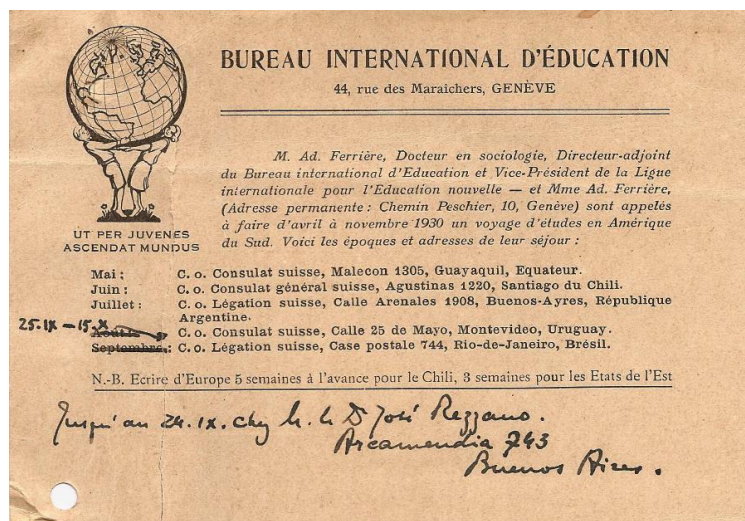 BUREAU INTERNATIONAL D'ÉDUCATION
44, rue des Maraîchers, GENÈVE
M. Ad. Ferrière, Docteur en sociologie, Directeur-adjoint
du Bureau international d'Education et Vice-Président de la Ligue
internationale pour l'Education nouvelle — et Mme Ad. Ferrière,
(Adresse permanente : Chemin Peschier, 10, Genève) sont appelés
à faire d'avril à novembre 1930 un voyage d'études en Amérique
du Sud. Voici les époques et adresses de leur séjour :
UT PER JUVENES
ASCENDAT MUNDUS
Mai : C. o. Consulat suisse, Malecon 1305, Guayaquil, Equateur.
Juin : C. o. Consulat général suisse, Agustinas 1220, Santiago du Chili.
Juillet : C. o. Légation suisse, Calle Arenales 1908, Buenos-Ayres, République
Argentine.
25.IX — 15.X
Août : C. o. Consulat suisse, Calle 25 de Mayo, Montevideo, Uruguay.
Septembre : C. o. Légation suisse, Case postale 744, Rio-de-Janeiro, Brésil.
N.-B. Ecrire d'Europe 5 semaines à l'avance pour le Chili, 3 semaines pour les Etats de l'Est
Jusqu'au 24.IX. chez M. le Dr José Rezzano.
Arcamendia 743
Buenos Aires.